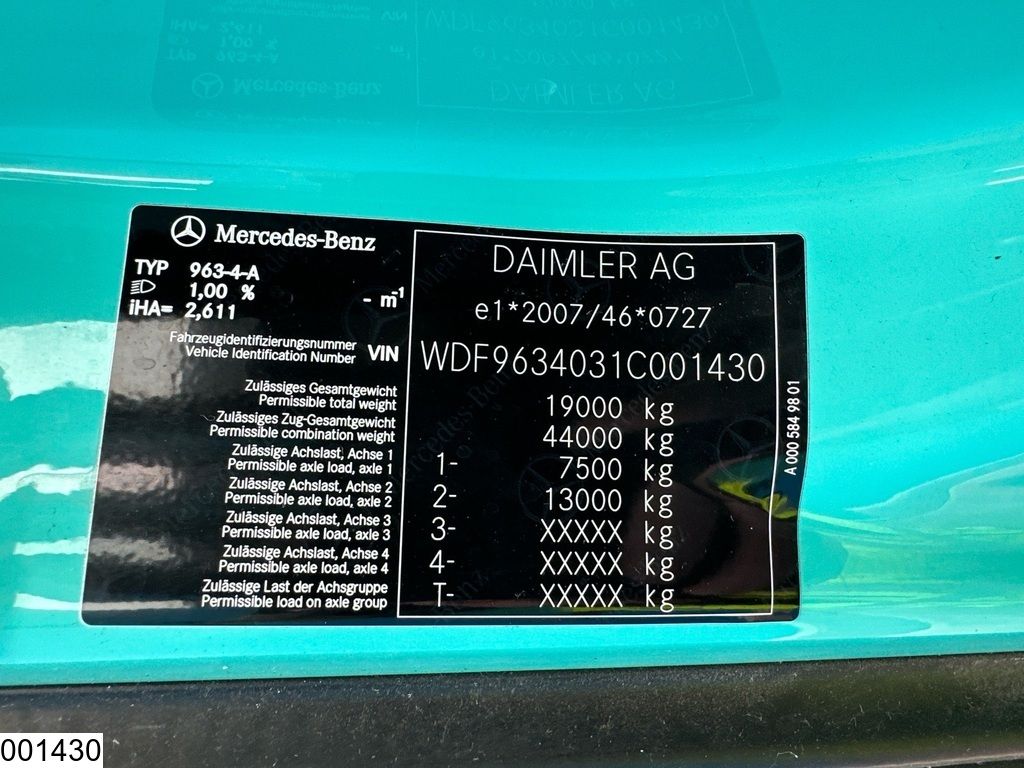 Mercedes-Benz
TYP 963-4-A
1,00 % - m⁻¹
iHA= 2,611
DAIMLER AG
e1*2007/46*0727
Fahrzeugidentifizierungsnummer
Vehicle Identification Number VIN WDF9634031C001430
Zulässiges Gesamtgewicht
Permissible total weight 19000 kg
Zulässiges Zug-Gesamtgewicht
Permissible combination weight 44000 kg
Zulässige Achslast, Achse 1
Permissible axle load, axle 1 1- 7500 kg
Zulässige Achslast, Achse 2
Permissible axle load, axle 2 2- 13000 kg
Zulässige Achslast, Achse 3
Permissible axle load, axle 3 3- XXXXX kg
Zulässige Achslast, Achse 4
Permissible axle load, axle 4 4- XXXXX kg
Zulässige Last der Achsgruppe
Permissible load on axle group T- XXXXX kg
A 000 584 98 01
001430